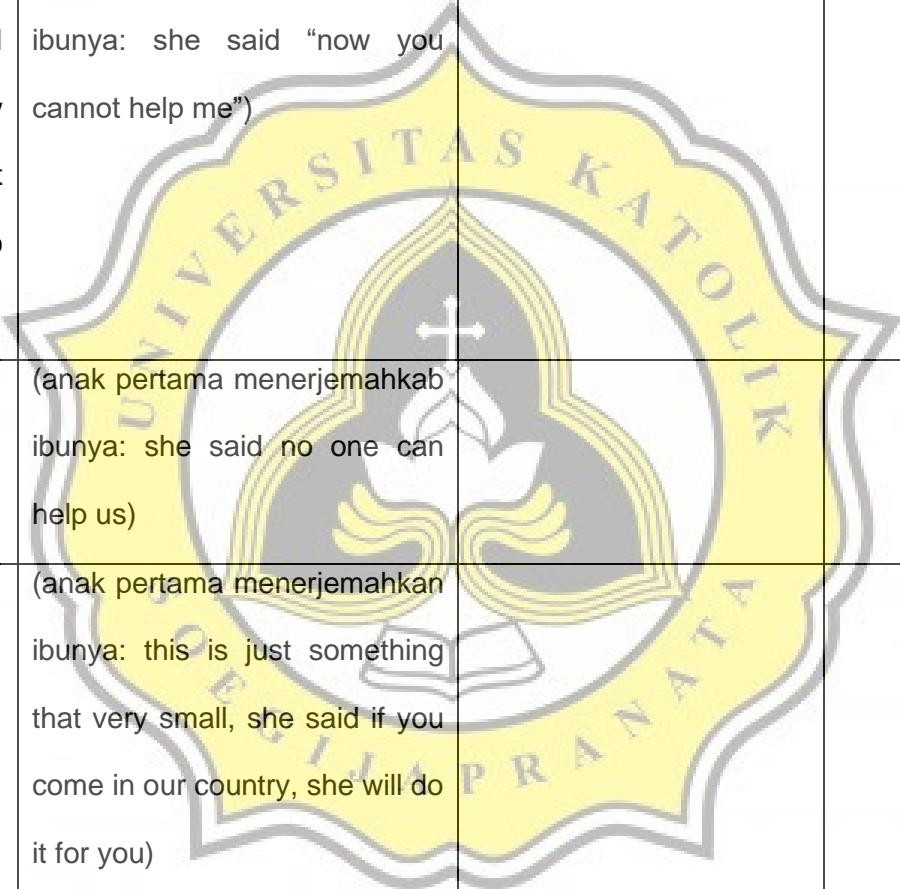 ibunya: she said “now you
cannot help me”)
(anak pertama menerjemahkab
ibunya: she said no one can
help us)
(anak pertama menerjemahkan
ibunya: this is just something
that very small, she said if you
come in our country, she will do
it for you)
UNIVERSITAS KATOLIK
SOEGIJAPRANATA